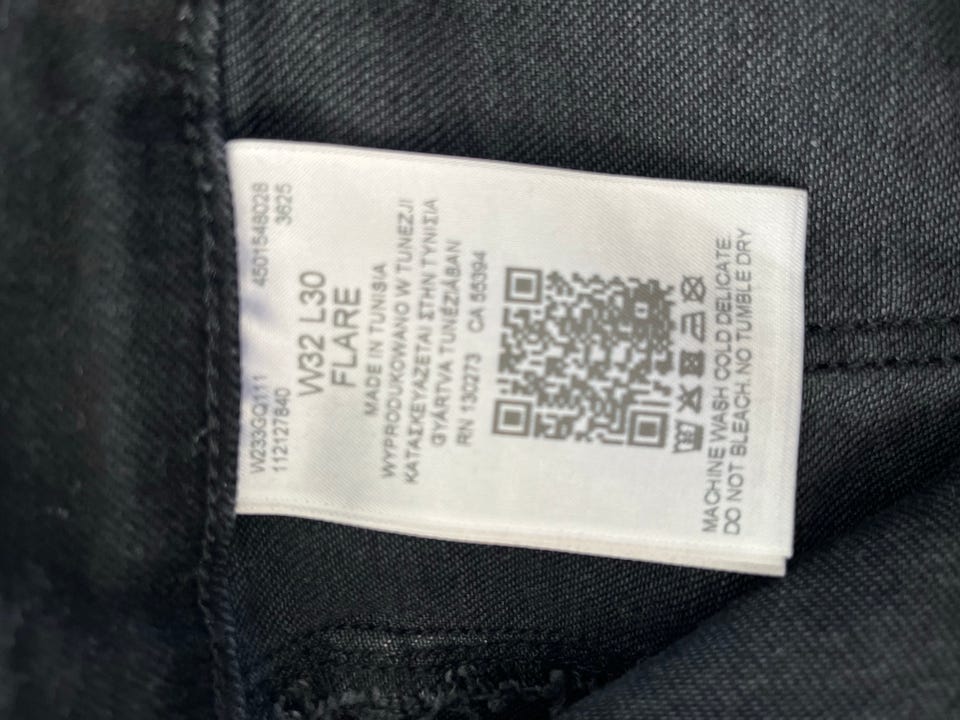 W233GQ111 4501548028
112127840 3625
W32 L30
FLARE
MADE IN TUNISIA
WYPRODUKOWANO W TUNEZJI
ΚΑΤΑΣΚΕΥΑΖΕΤΑΙ ΣΤΗΝ ΤΥΝΙΣΙΑ
GYÁRTVA TUNÉZIÁBAN
RN 130273 CA 55394
MACHINE WASH COLD DELICATE.
DO NOT BLEACH.NO TUMBLE DRY